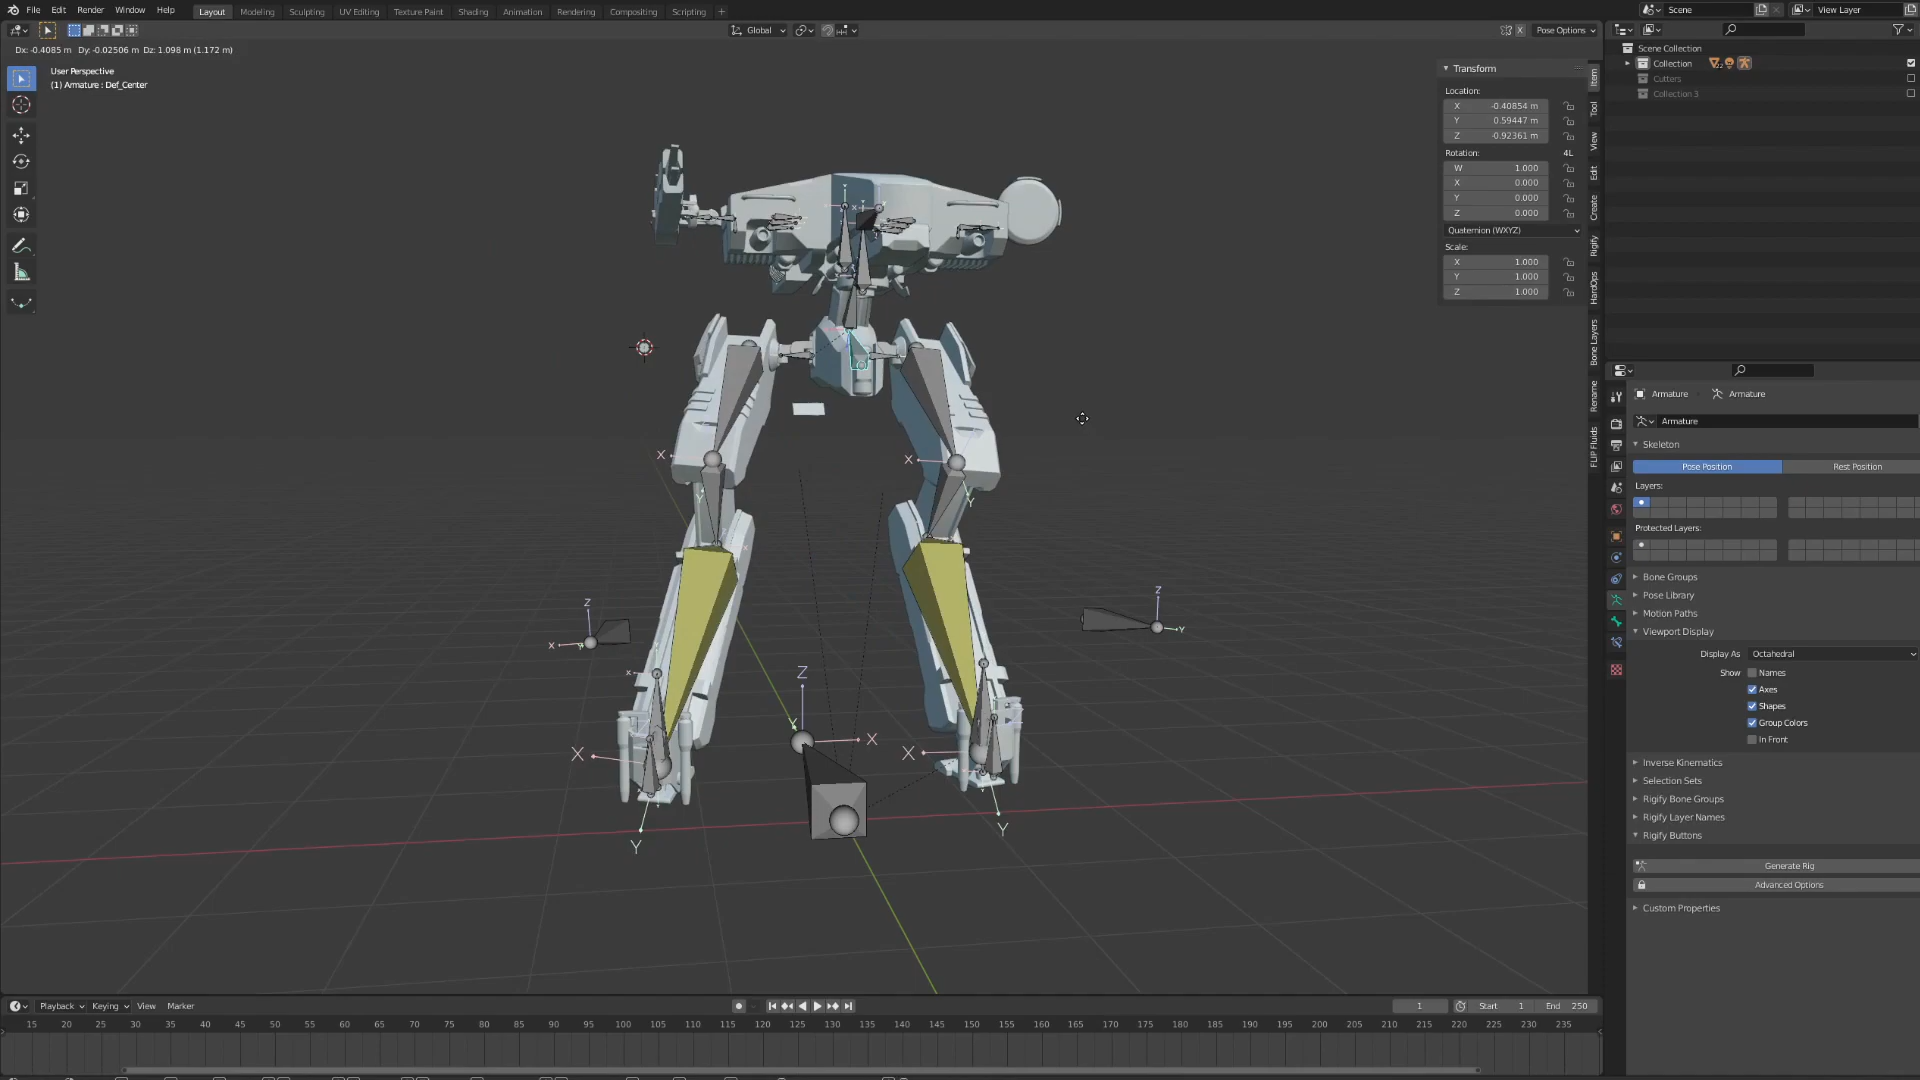 File Edit Render Window Help Layout Modeling Sculpting UV Editing Texture Paint Shading Animation Rendering Compositing Scripting + Scene View Layer
Global Pose Options
X
Dx: -0.4085 m Dy: -0.02506 m Dz: 1.098 m (1.172 m)
User Perspective
(1) Armature : Def_Center
Transform
Location:
X -0.40854 m
Y 0.59447 m
Z -0.92361 m
Rotation: 4L
W 1.000
X 0.000
Y 0.000
Z 0.000
Quaternion (WXYZ)
Scale:
X 1.000
Y 1.000
Z 1.000
Item
Tool
View
Edit
Create
Rigify
HardOps
Bone Layers
Rename
FLIP Fluids
Scene Collection
Collection
Cutters
Collection 3
Armature Armature
Armature
Skeleton
Pose Position Rest Position
Layers:
Protected Layers:
Bone Groups
Pose Library
Motion Paths
Viewport Display
Display As Octahedral
Show Names
Axes
Shapes
Group Colors
In Front
Inverse Kinematics
Selection Sets
Rigify Bone Groups
Rigify Layer Names
Rigify Buttons
Generate Rig
Advanced Options
Custom Properties
X X
Y Y
Z Z
X Y Y
Z
X Y X X
Y Y
Playback Keying View Marker 1 Start 1 End 250
15 20 25 30 35 40 45 50 55 60 65 70 75 80 85 90 95 100 105 110 115 120 125 130 135 140 145 150 155 160 165 170 175 180 185 190 195 200 205 210 215 220 225 230 235